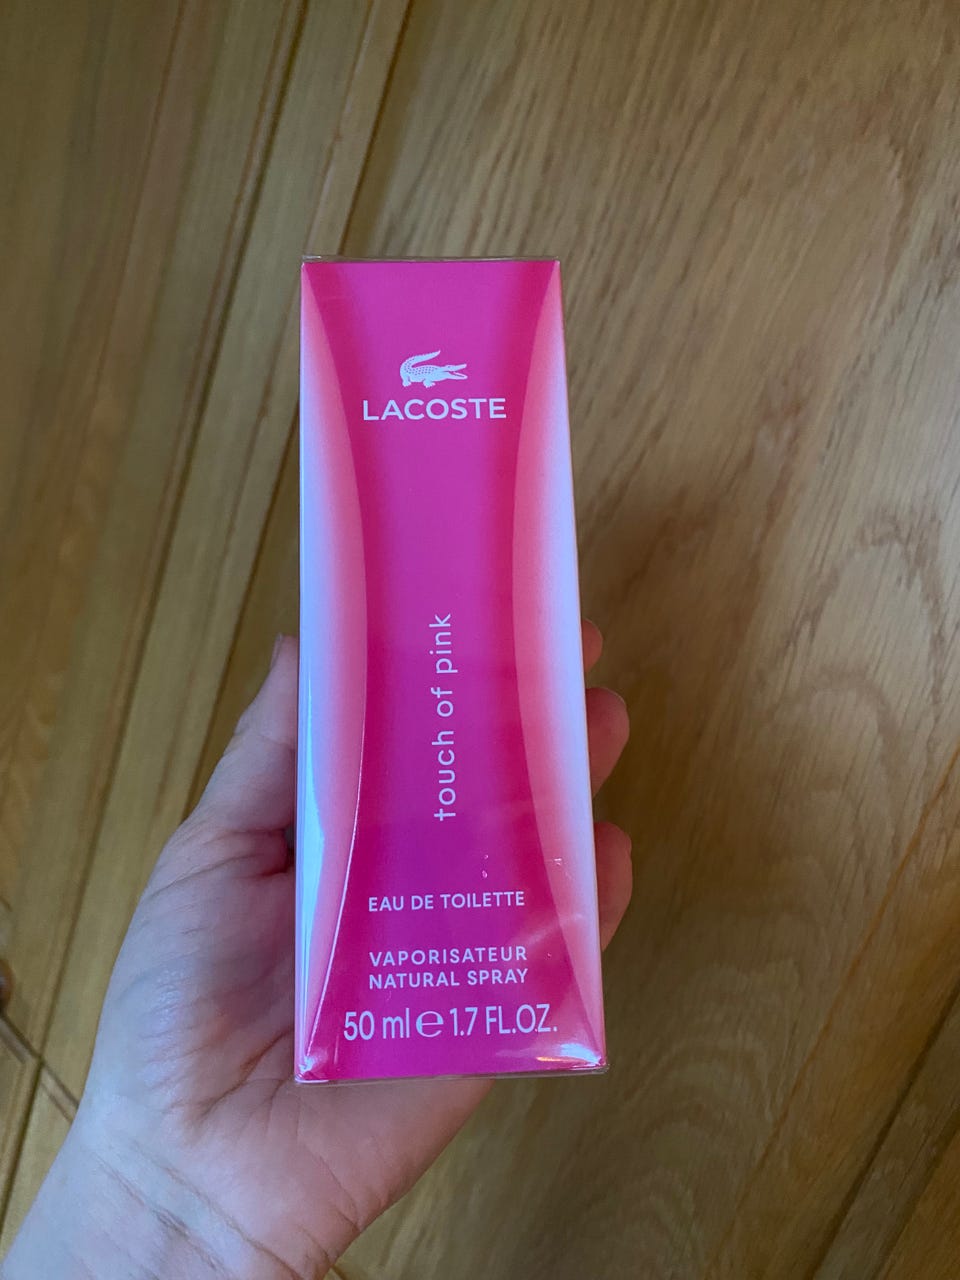 LACOSTE
touch of pink
EAU DE TOILETTE
VAPORISATEUR
NATURAL SPRAY
50 ml ℮ 1.7 FL.OZ.